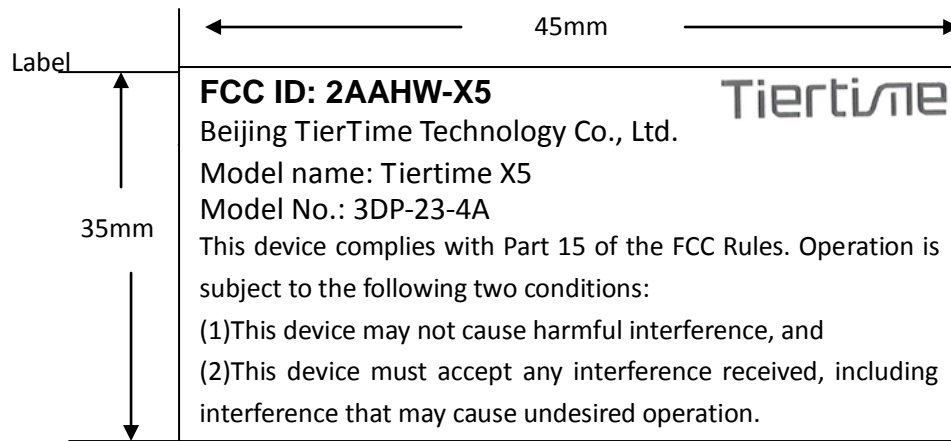 45mm
Label
FCC ID: 2AAHW-X5
Tiertime
Beijing TierTime Technology Co., Ltd.
Model name: Tiertime X5
Model No.: 3DP-23-4A
35mm
This device complies with Part 15 of the FCC Rules. Operation is
subject to the following two conditions:
(1)This device may not cause harmful interference, and
(2)This device must accept any interference received, including
interference that may cause undesired operation.